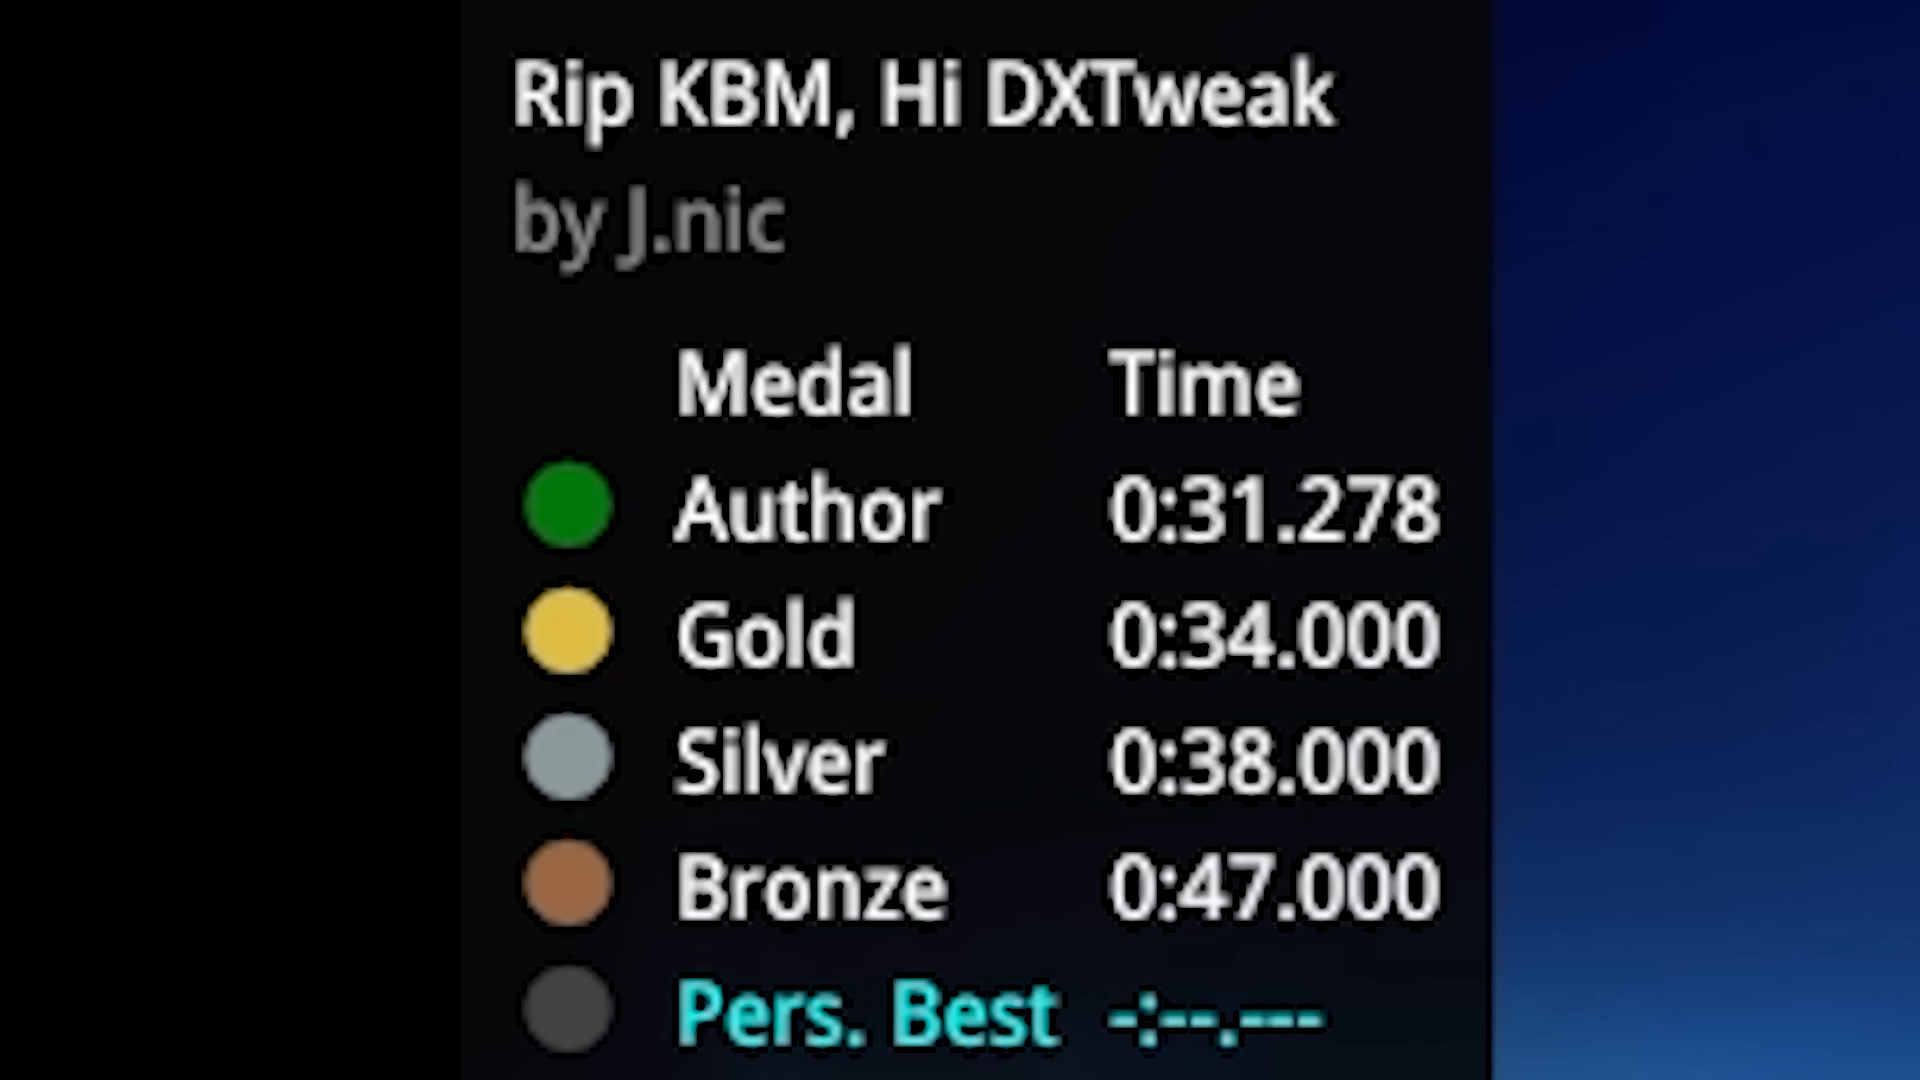 Rip KBM, Hi DXTweak
by J.nic
Medal Time
Author 0:31.278
Gold 0:34.000
Silver 0:38.000
Bronze 0:47.000
Pers. Best -:--.---